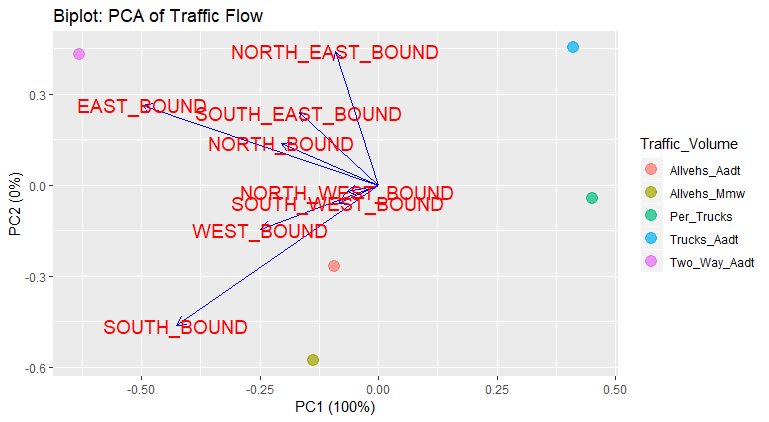 Biplot: PCA of Traffic Flow
NORTH_EAST_BOUND
EAST_BOUND
SOUTH_EAST_BOUND
NORTH_BOUND
NORTH_WEST_BOUND
SOUTH_WEST_BOUND
WEST_BOUND
SOUTH_BOUND
0.3
0.0
-0.3
-0.6
PC2 (0%)
-0.50
-0.25
0.00
0.25
0.50
PC1 (100%)
Traffic_Volume
Allvehs_Aadt
Allvehs_Mmw
Per_Trucks
Trucks_Aadt
Two_Way_Aadt